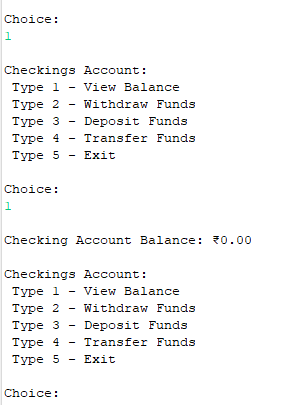 Choice:
1
Checkings Account:
Type 1 - View Balance
Type 2 - Withdraw Funds
Type 3 - Deposit Funds
Type 4 - Transfer Funds
Type 5 - Exit
Choice:
1
Checking Account Balance: ₹0.00
Checkings Account:
Type 1 - View Balance
Type 2 - Withdraw Funds
Type 3 - Deposit Funds
Type 4 - Transfer Funds
Type 5 - Exit
Choice: